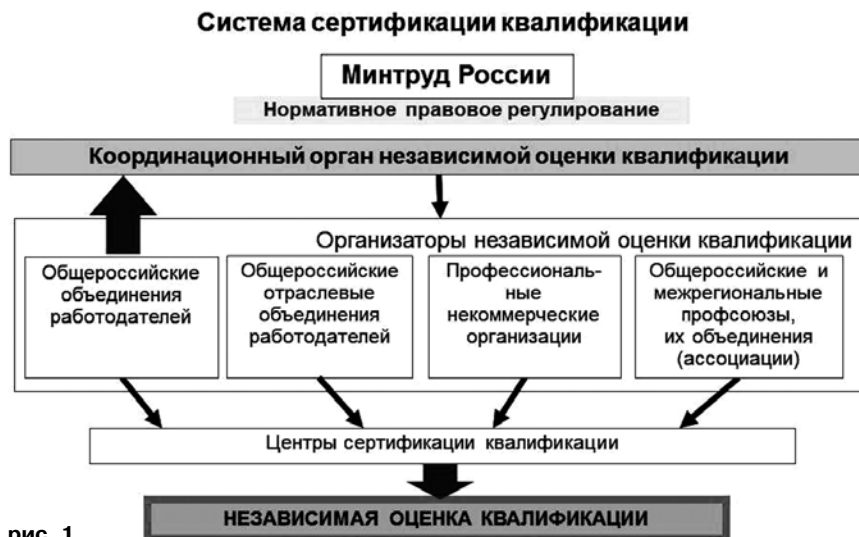 Система сертификации квалификации
Минтруд России
Нормативное правовое регулирование
Координационный орган независимой оценки квалификации
Организаторы независимой оценки квалификации
Общероссийские
объединения
работодателей
Общероссийские
отраслевые
объединения
работодателей
Профессиональ-
ные
некоммерческие
организации
Общероссийские и
межрегиональные
профсоюзы,
их объединения
(ассоциации)
Центры сертификации квалификации
НЕЗАВИСИМАЯ ОЦЕНКА КВАЛИФИКАЦИИ
рис. 1